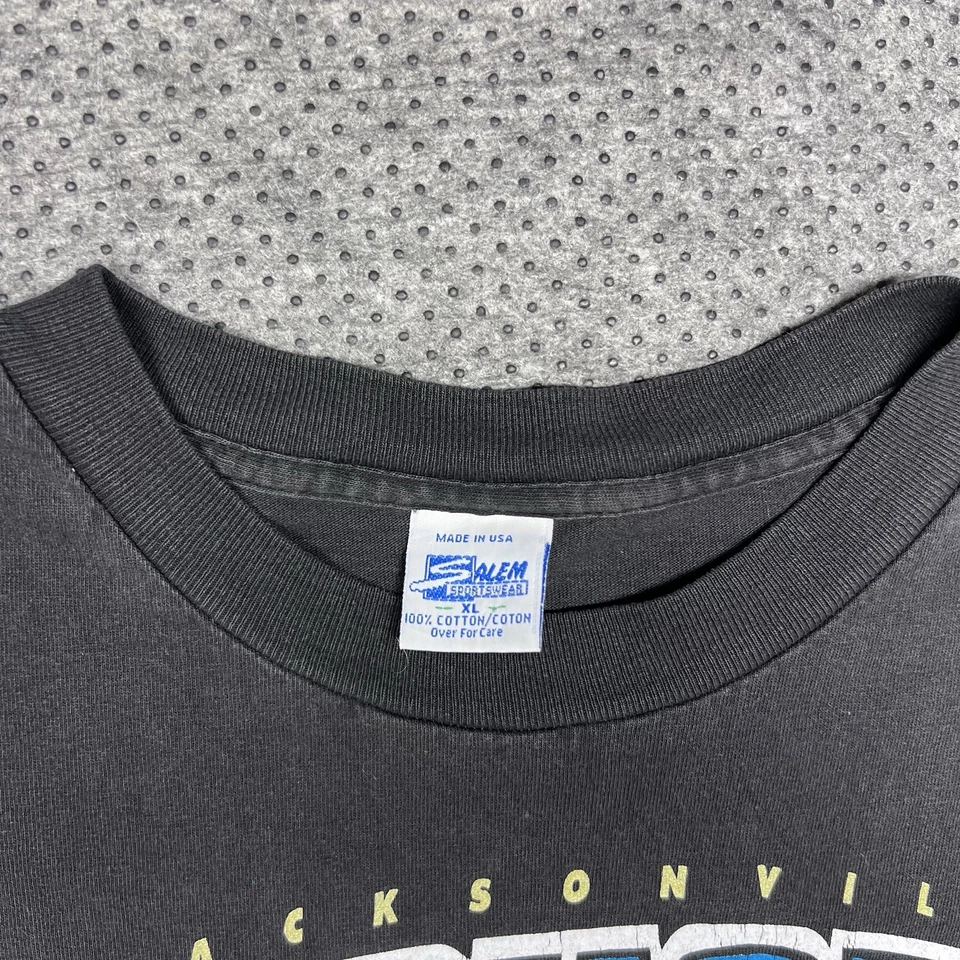 MADE IN USA
SALEM
SPORTSWEAR
XL
100% COTTON/COTON
Over For Care
ACKSONVIL